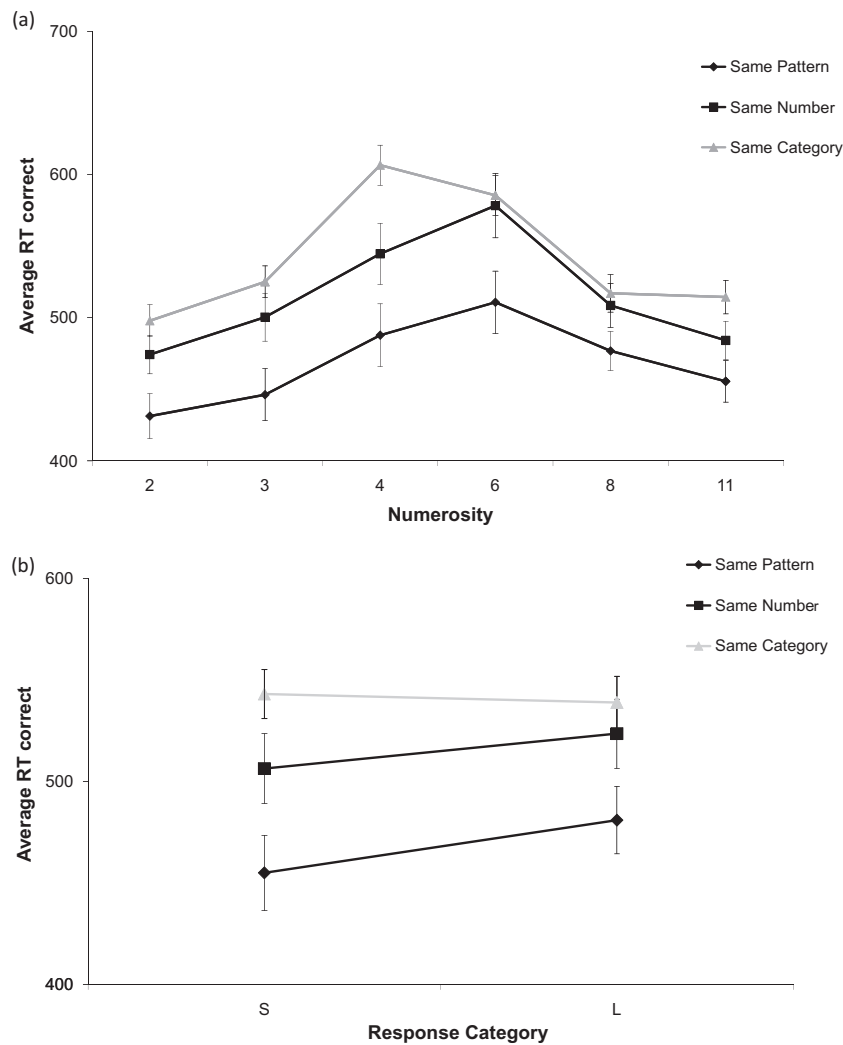 (a)
700
600
500
400
Average RT correct
2 3 4 6 8 11
Numerosity
Same Pattern
Same Number
Same Category
(b)
600
500
400
Average RT correct
S L
Response Category
Same Pattern
Same Number
Same Category